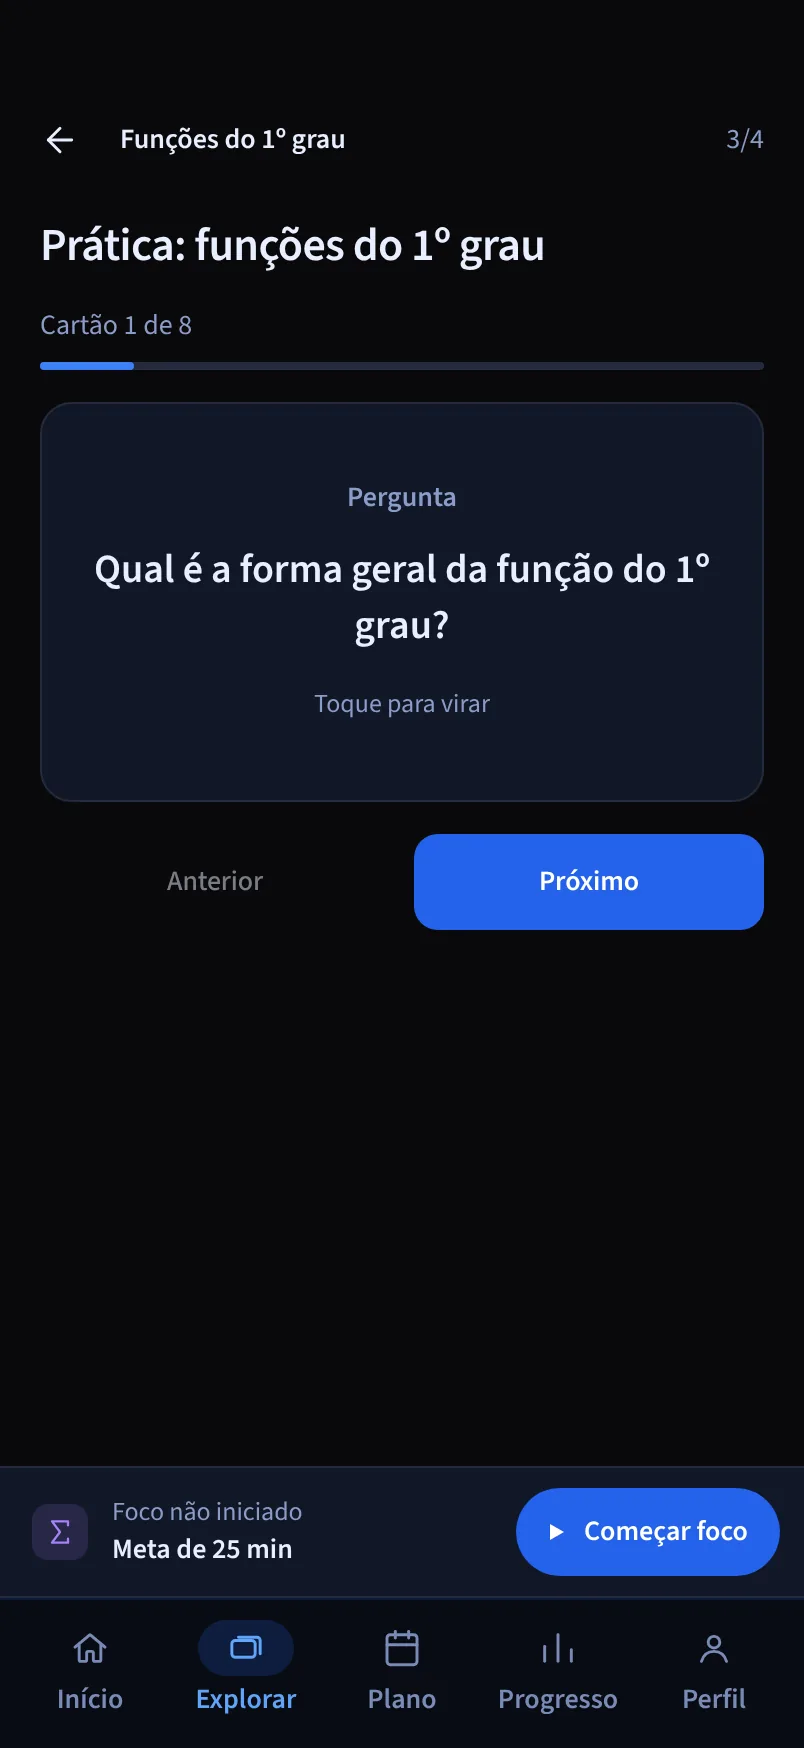 Funções do 1º grau
3/4
Prática: funções do 1º grau
Cartão 1 de 8
Pergunta
Qual é a forma geral da função do 1º
grau?
Toque para virar
Anterior
Próximo
Foco não iniciado
Meta de 25 min
Começar foco
Início
Explorar
Plano
Progresso
Perfil